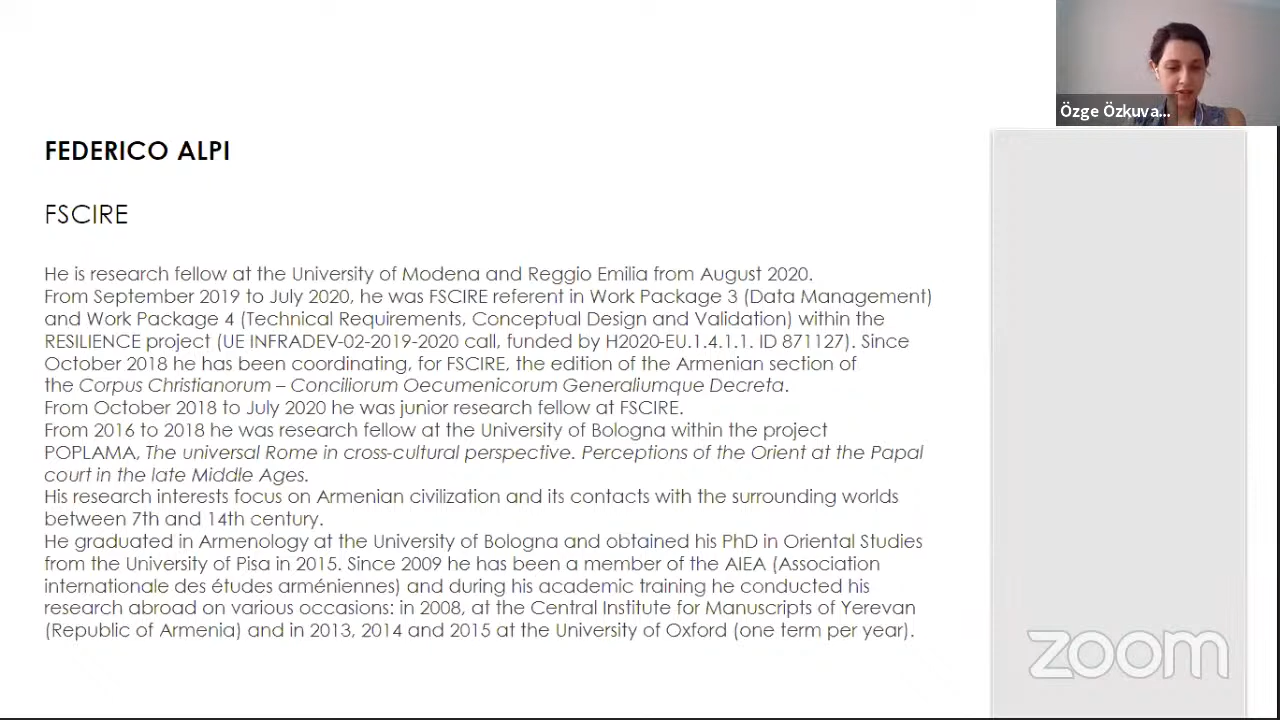 Özge Özkuva...
FEDERICO ALPI
FSCIRE
He is research fellow at the University of Modena and Reggio Emilia from August 2020.
From September 2019 to July 2020, he was FSCIRE referent in Work Package 3 (Data Management)
and Work Package 4 (Technical Requirements, Conceptual Design and Validation) within the
RESILIENCE project (UE INFRADEV-02-2019-2020 call, funded by H2020-EU.1.4.1.1. ID 871127). Since
October 2018 he has been coordinating, for FSCIRE, the edition of the Armenian section of
the Corpus Christianorum – Conciliorum Oecumenicorum Generaliumque Decreta.
From October 2018 to July 2020 he was junior research fellow at FSCIRE.
From 2016 to 2018 he was research fellow at the University of Bologna within the project
POPLAMA, The universal Rome in cross-cultural perspective. Perceptions of the Orient at the Papal
court in the late Middle Ages.
His research interests focus on Armenian civilization and its contacts with the surrounding worlds
between 7th and 14th century.
He graduated in Armenology at the University of Bologna and obtained his PhD in Oriental Studies
from the University of Pisa in 2015. Since 2009 he has been a member of the AIEA (Association
internationale des études arméniennes) and during his academic training he conducted his
research abroad on various occasions: in 2008, at the Central Institute for Manuscripts of Yerevan
(Republic of Armenia) and in 2013, 2014 and 2015 at the University of Oxford (one term per year).
zoom